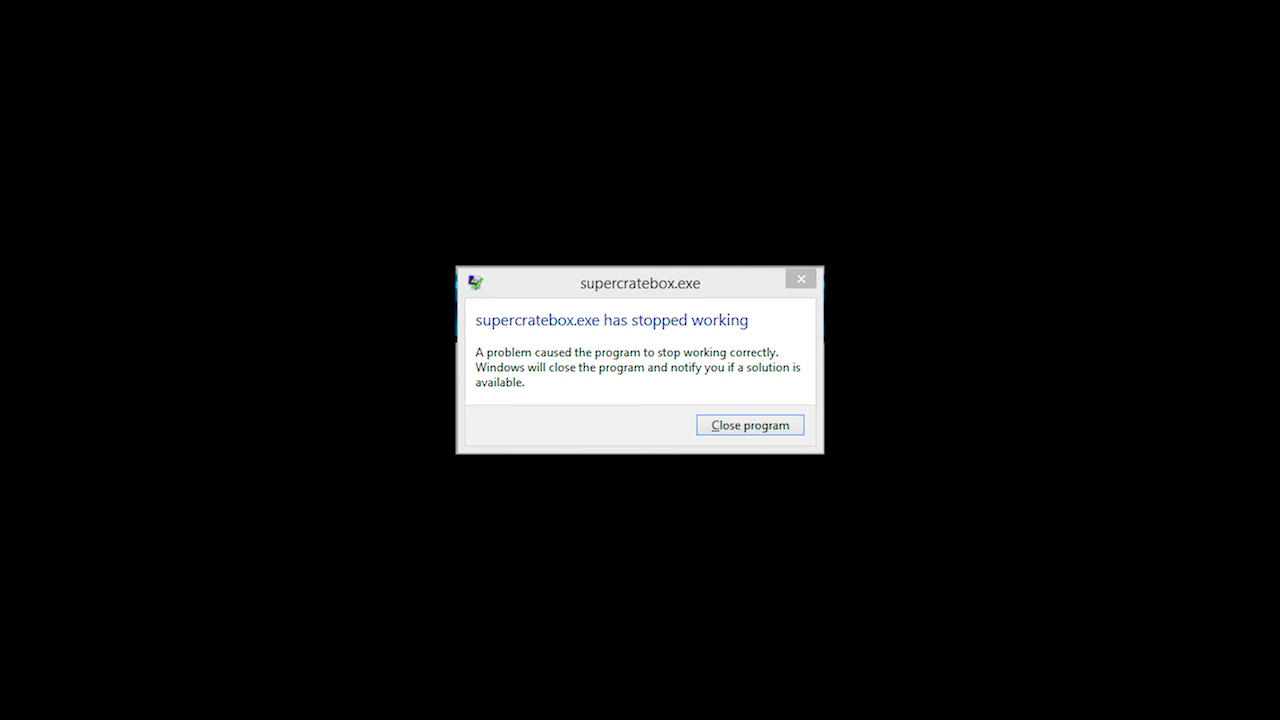 supercratebox.exe
supercratebox.exe has stopped working
A problem caused the program to stop working correctly.
Windows will close the program and notify you if a solution is
available.
Close program